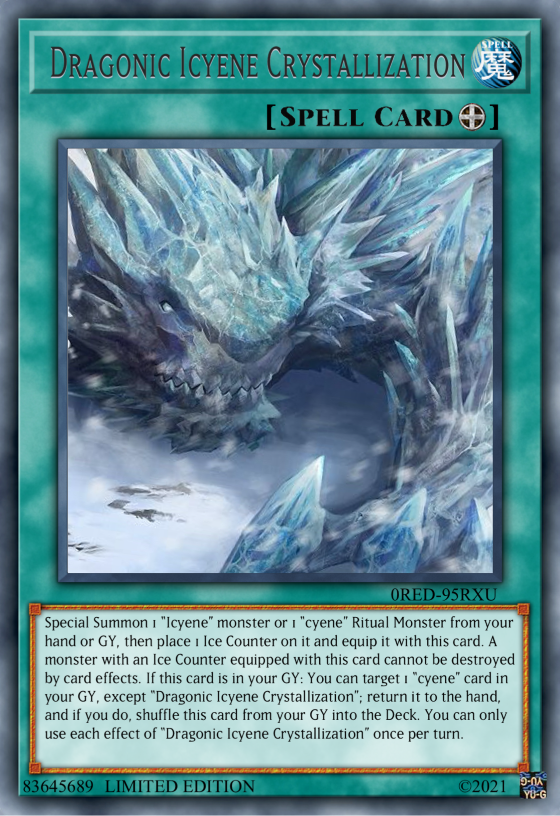 Dragonic Icyene Crystallization
SPELL
魔
[Spell Card]
0RED-95RXU
Special Summon 1 "Icyene" monster or 1 "cyene" Ritual Monster from your
hand or GY, then place 1 Ice Counter on it and equip it with this card. A
monster with an Ice Counter equipped with this card cannot be destroyed
by card effects. If this card is in your GY: You can target 1 "cyene" card in
your GY, except "Dragonic Icyene Crystallization"; return it to the hand,
and if you do, shuffle this card from your GY into the Deck. You can only
use each effect of "Dragonic Icyene Crystallization" once per turn.
83645689 LIMITED EDITION
©2021
YU-G